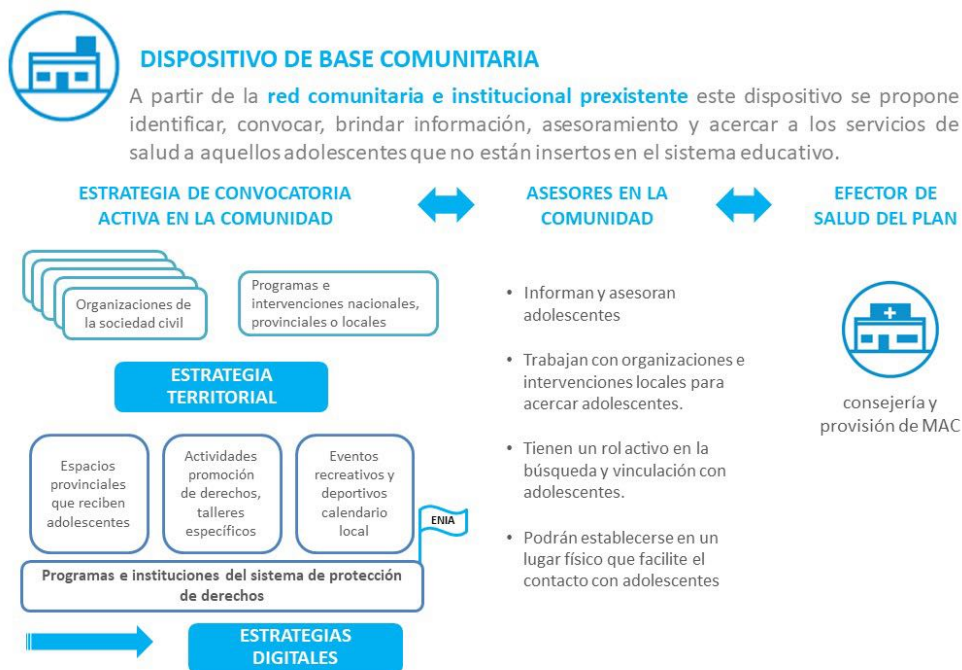 DISPOSITIVO DE BASE COMUNITARIA
A partir de la red comunitaria e institucional prexistente este dispositivo se propone
identificar, convocar, brindar información, asesoramiento y acercar a los servicios de
salud a aquellos adolescentes que no están insertos en el sistema educativo.
ESTRATEGIA DE CONVOCATORIA
ACTIVA EN LA COMUNIDAD
Organizaciones de
la sociedad civil
Programas e
intervenciones nacionales,
provinciales o locales
ESTRATEGIA
TERRITORIAL
Espacios
provinciales
que reciben
adolescentes
Actividades
promoción
de derechos,
talleres
específicos
Eventos
recreativos y
deportivos
calendario
local
ENIA
Programas e instituciones del sistema de protección
de derechos
ESTRATEGIAS
DIGITALES
ASESORES EN LA
COMUNIDAD
• Informan y asesoran
adolescentes
• Trabajan con organizaciones e
intervenciones locales para
acercar adolescentes.
• Tienen un rol activo en la
búsqueda y vinculación con
adolescentes.
• Podrán establecerse en un
lugar físico que facilite el
contacto con adolescentes
EFECTOR DE
SALUD DEL PLAN
consejería y
provisión de MAC